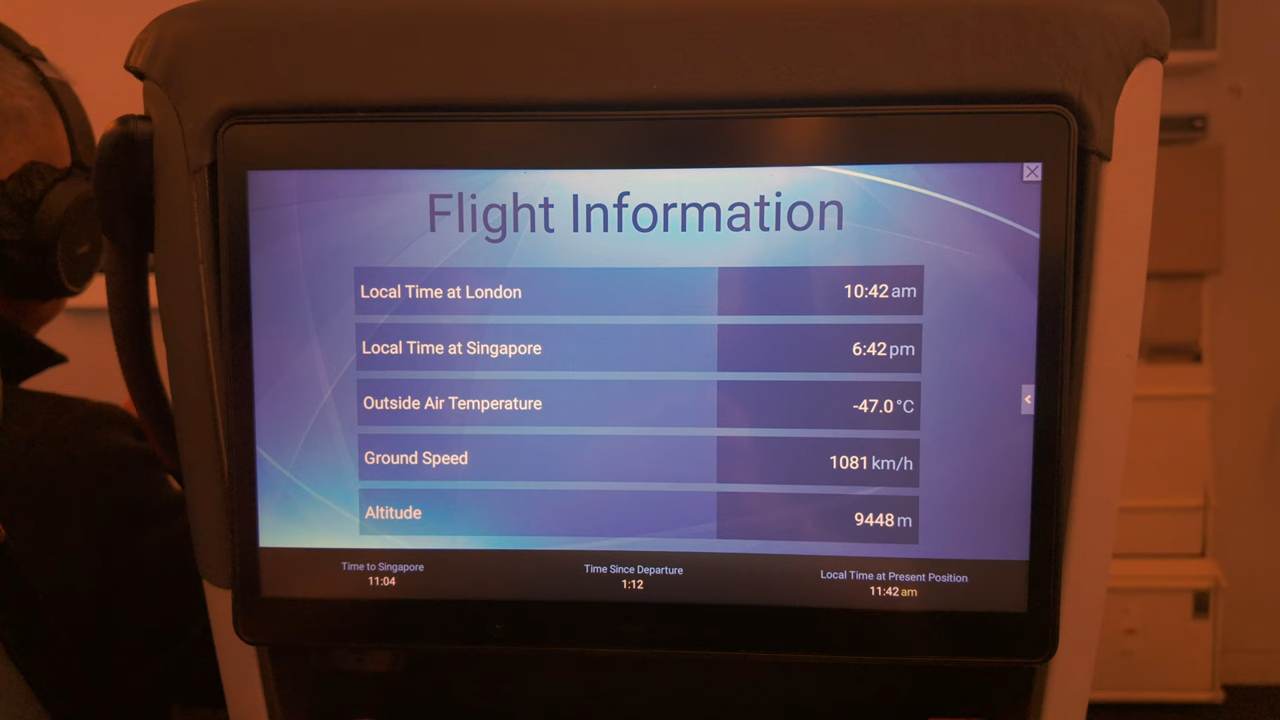 Flight Information
Local Time at London 10:42 am
Local Time at Singapore 6:42 pm
Outside Air Temperature -47.0 °C
Ground Speed 1081 km/h
Altitude 9448 m
Time to Singapore Time Since Departure Local Time at Present Position
11:04 1:12 11:42 am